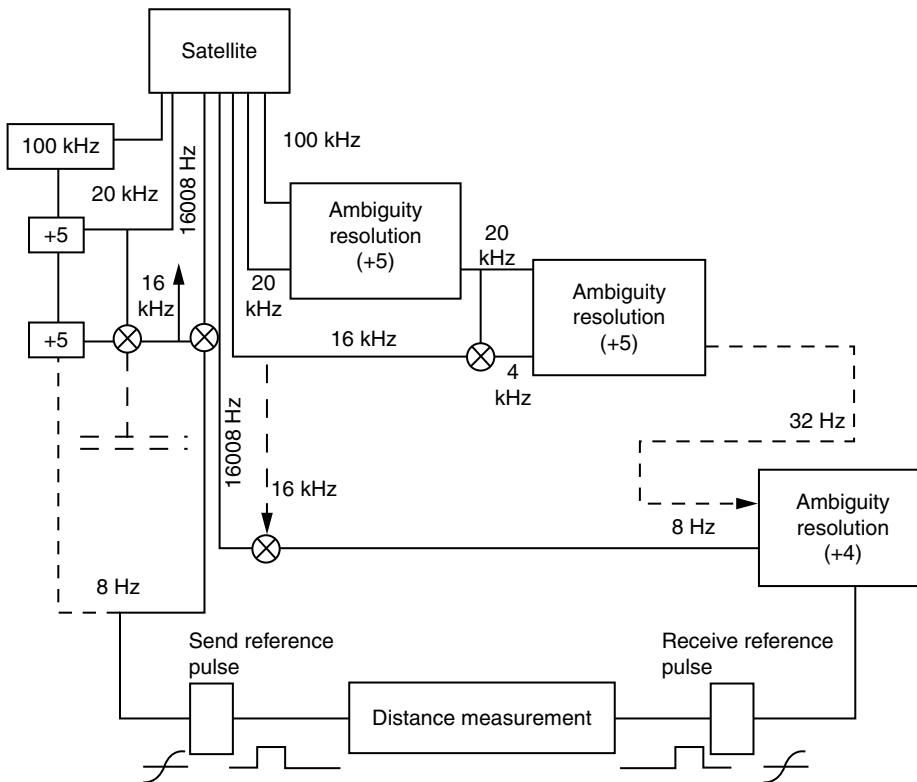 Satellite
100 kHz
100 kHz
20 kHz
16008 Hz
+5
Ambiguity
resolution
(+5)
20
kHz
16
kHz
20
kHz
Ambiguity
resolution
(+5)
+5
16 kHz
4
kHz
32 Hz
16008 Hz
16 kHz
8 Hz
Ambiguity
resolution
(+4)
8 Hz
Send reference
pulse
Receive reference
pulse
Distance measurement